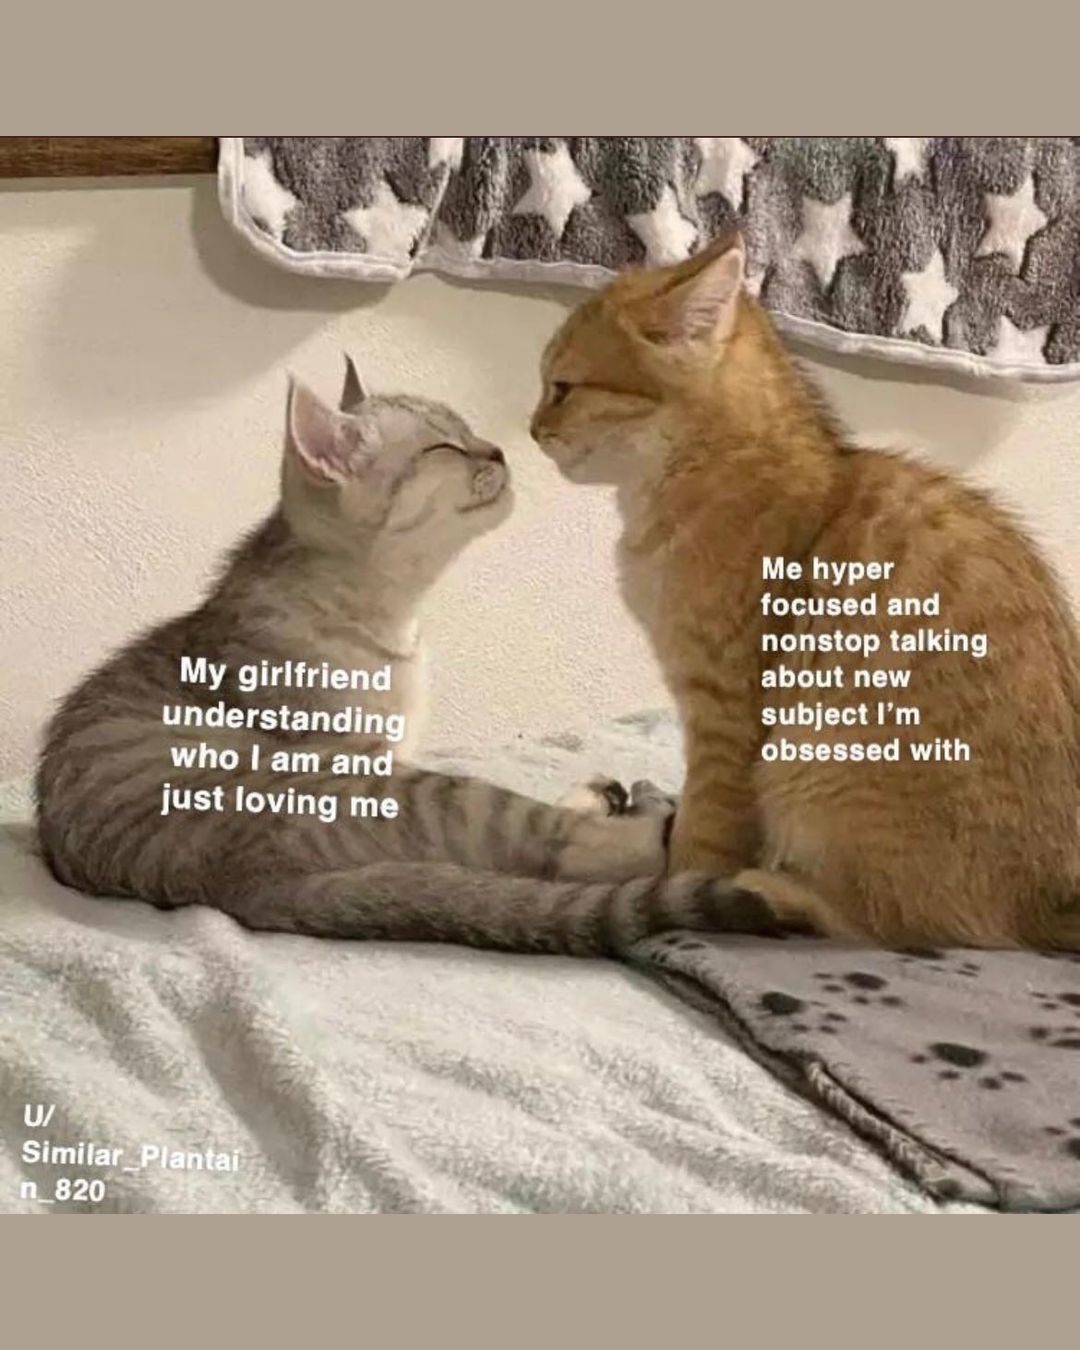 My girlfriend
understanding
who I am and
just loving me
Me hyper
focused and
nonstop talking
about new
subject I'm
obsessed with
U/
Similar_Plantai
n_820